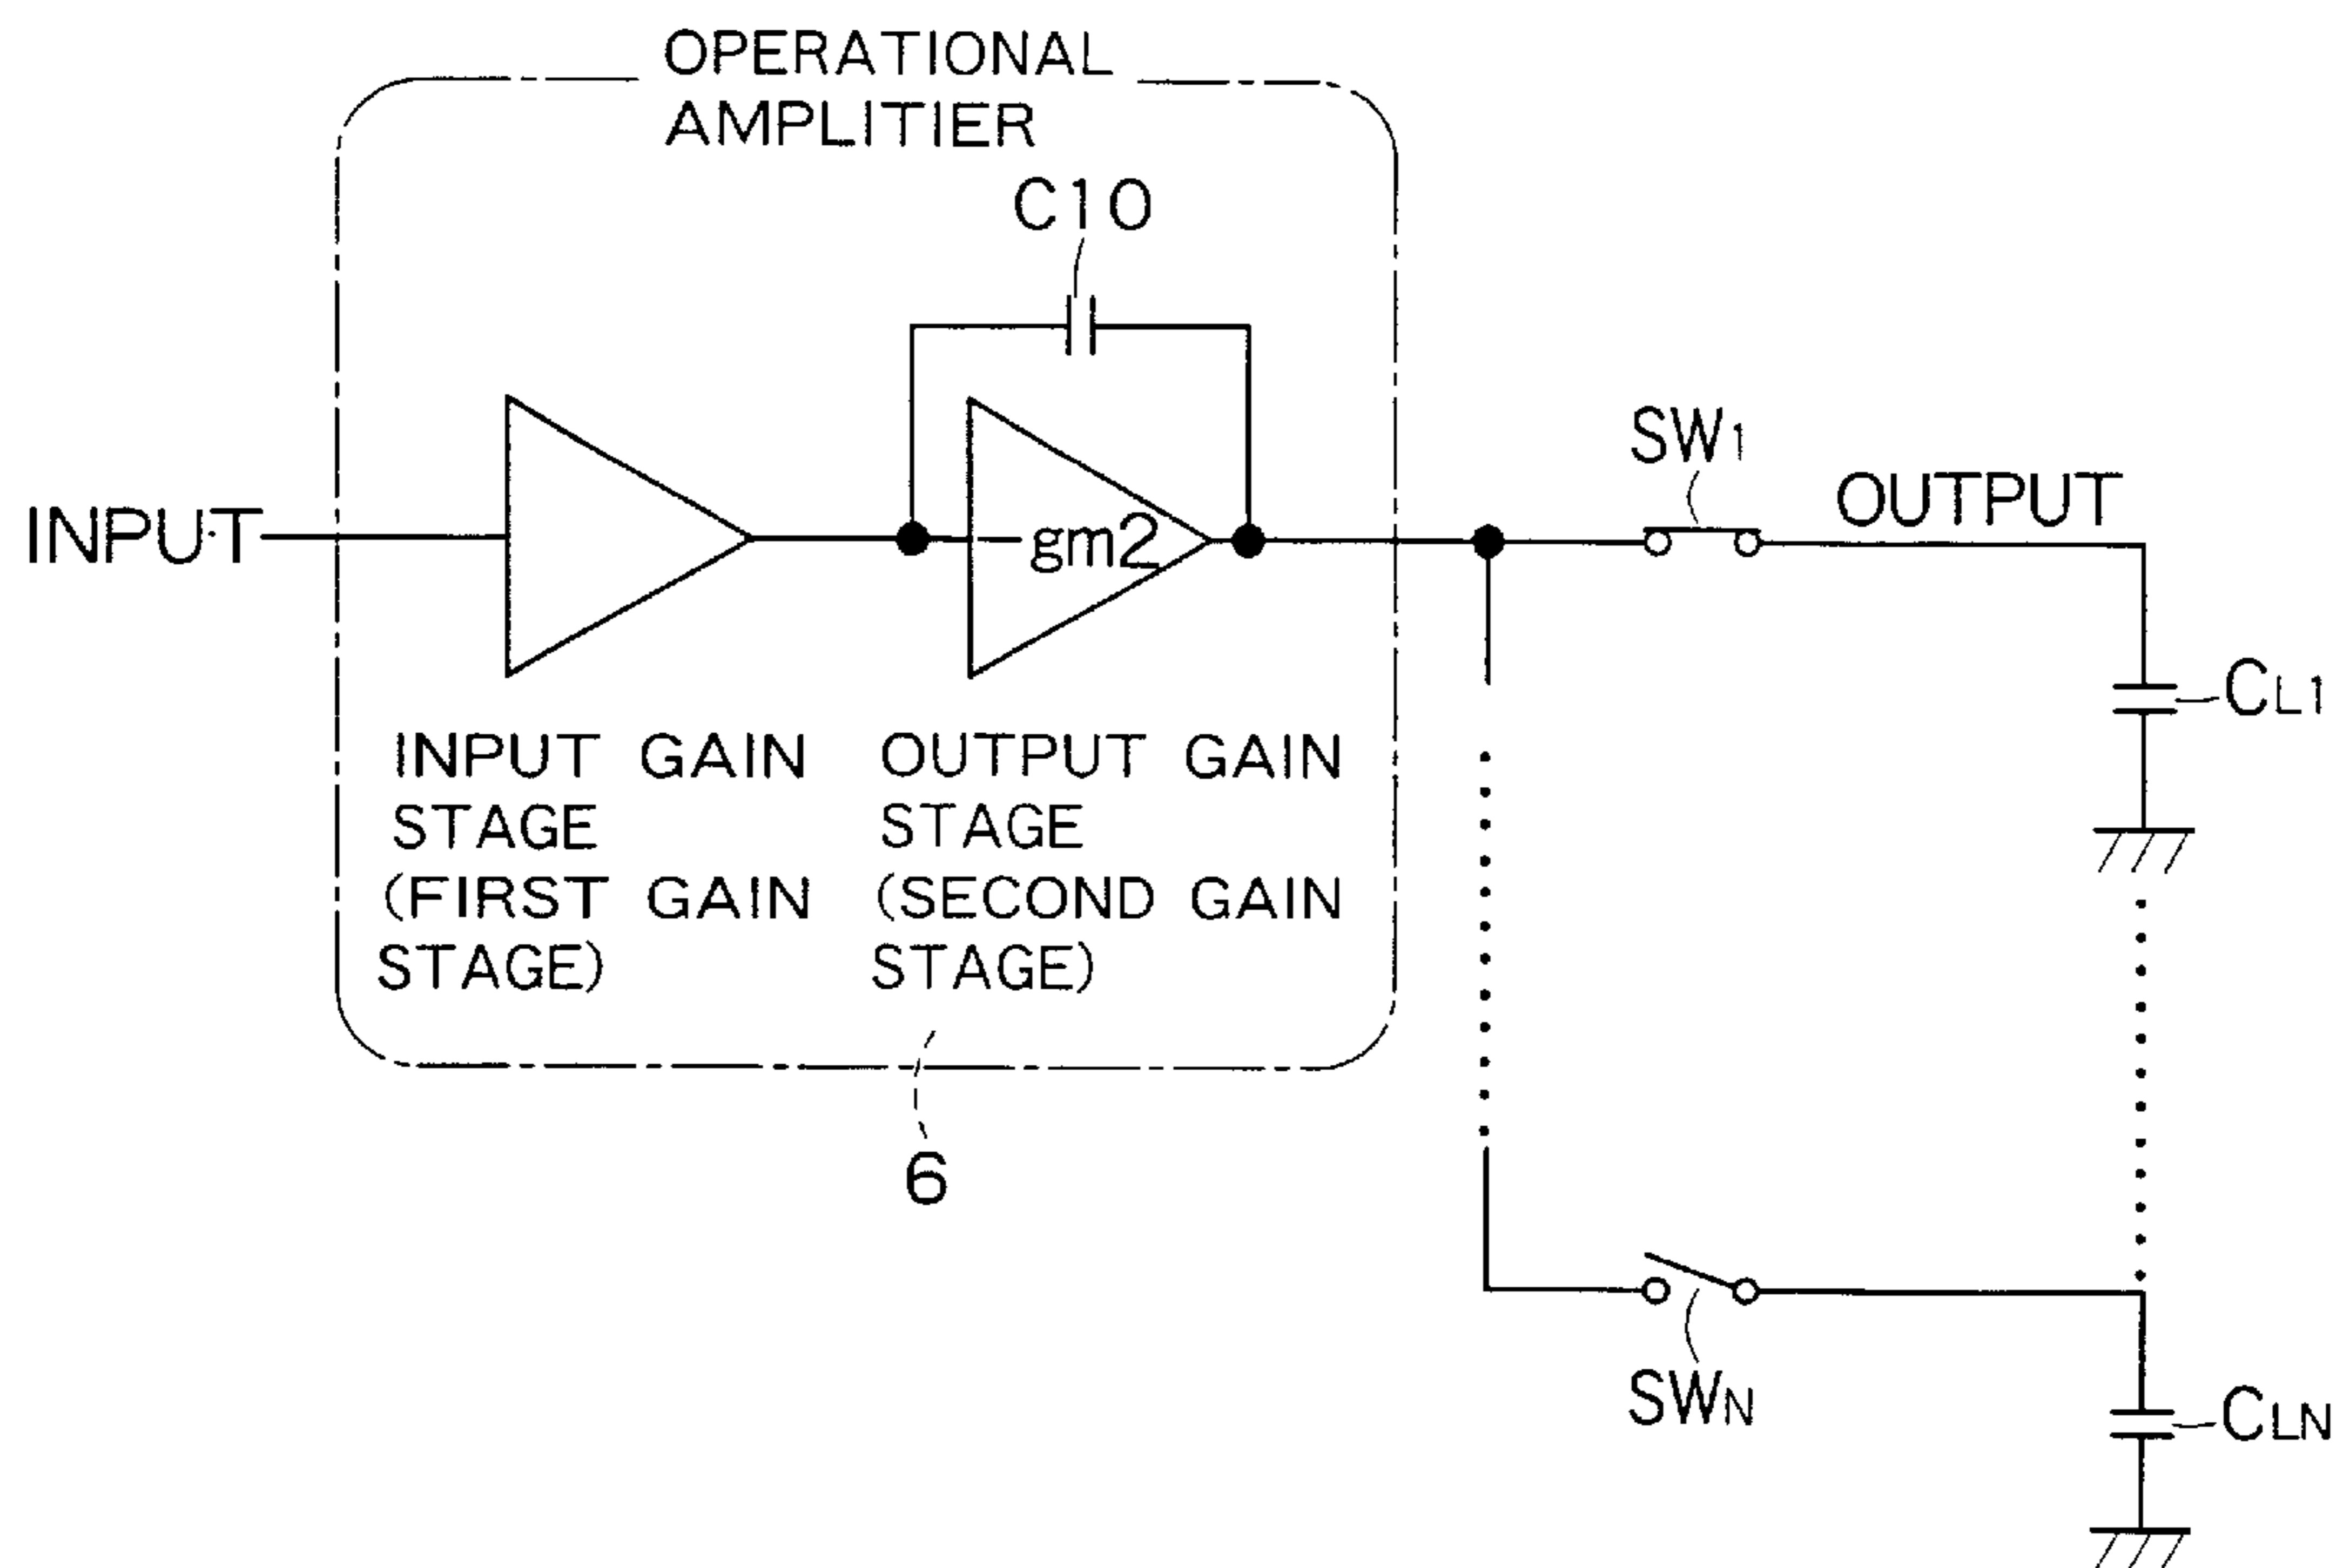 OPERATIONAL
AMPLITIER
C10
INPUT
gm2
SW1
OUTPUT
CL1
INPUT GAIN
STAGE
(FIRST GAIN
STAGE)
OUTPUT GAIN
STAGE
(SECOND GAIN
STAGE)
6
SWN
CLN